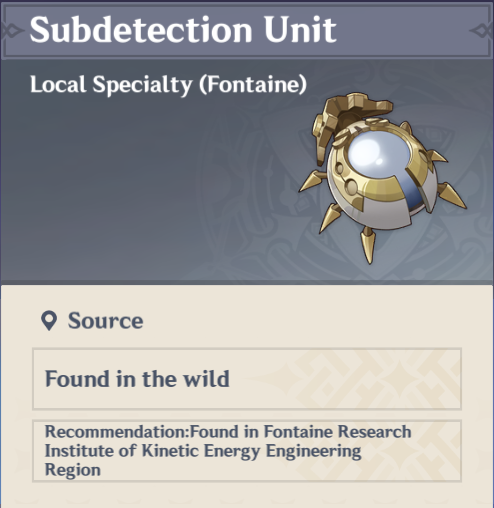 Subdetection Unit
Local Specialty (Fontaine)
Source
Found in the wild
Recommendation:Found in Fontaine Research
Institute of Kinetic Energy Engineering
Region